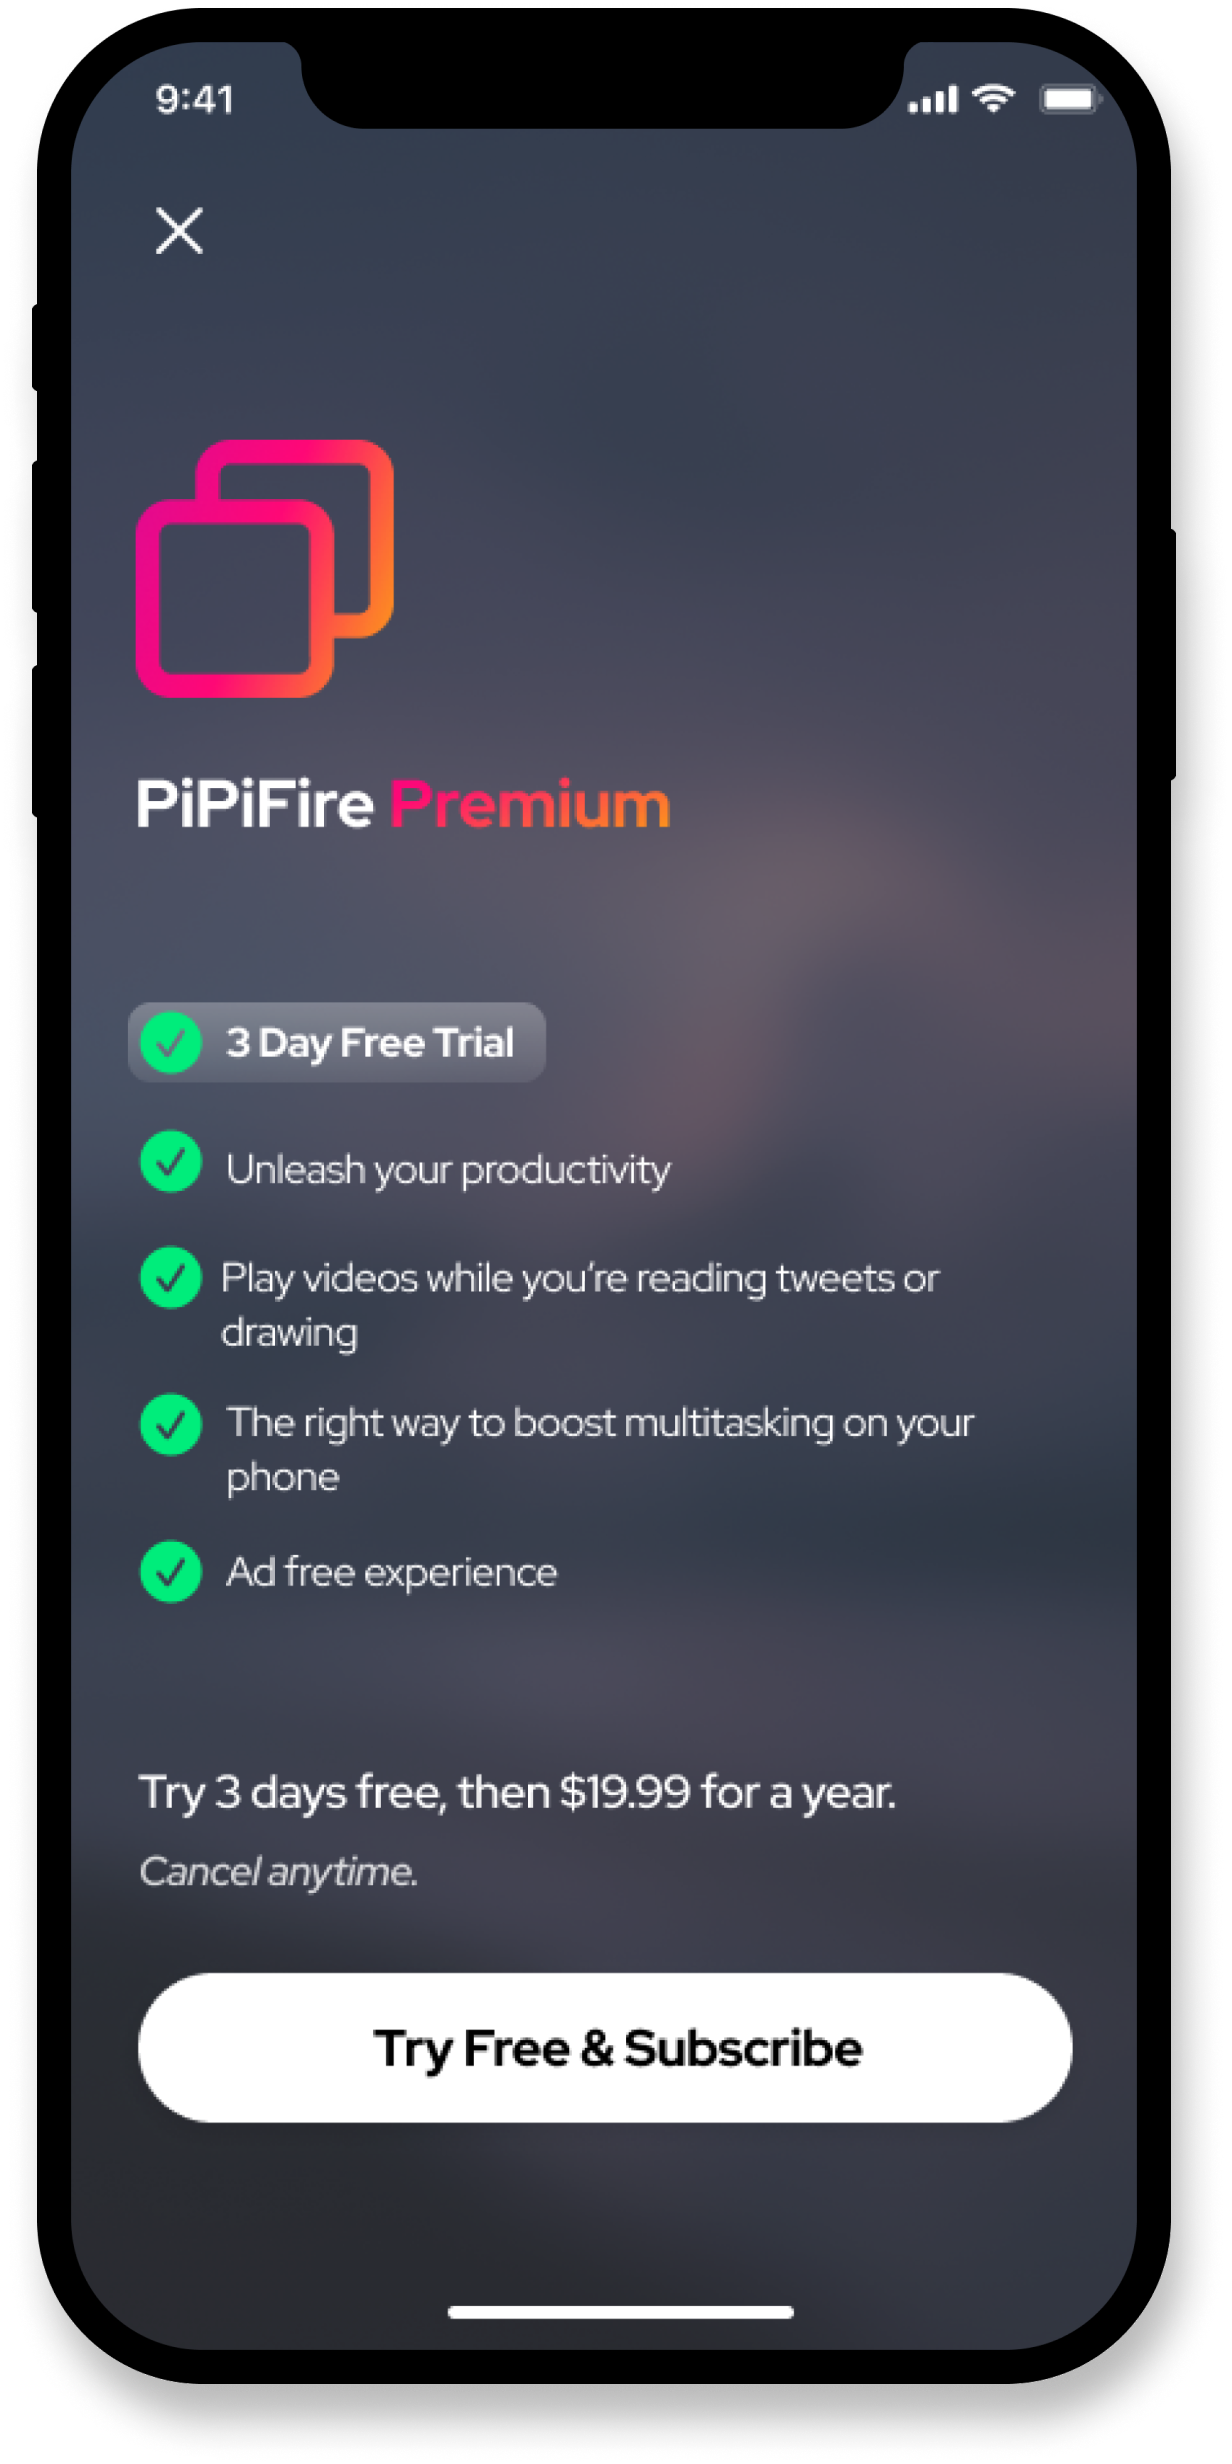 9:41
PiPiFire Premium
3 Day Free Trial
Unleash your productivity
Play videos while you’re reading tweets or
drawing
The right way to boost multitasking on your
phone
Ad free experience
Try 3 days free, then $19.99 for a year.
Cancel anytime.
Try Free & Subscribe